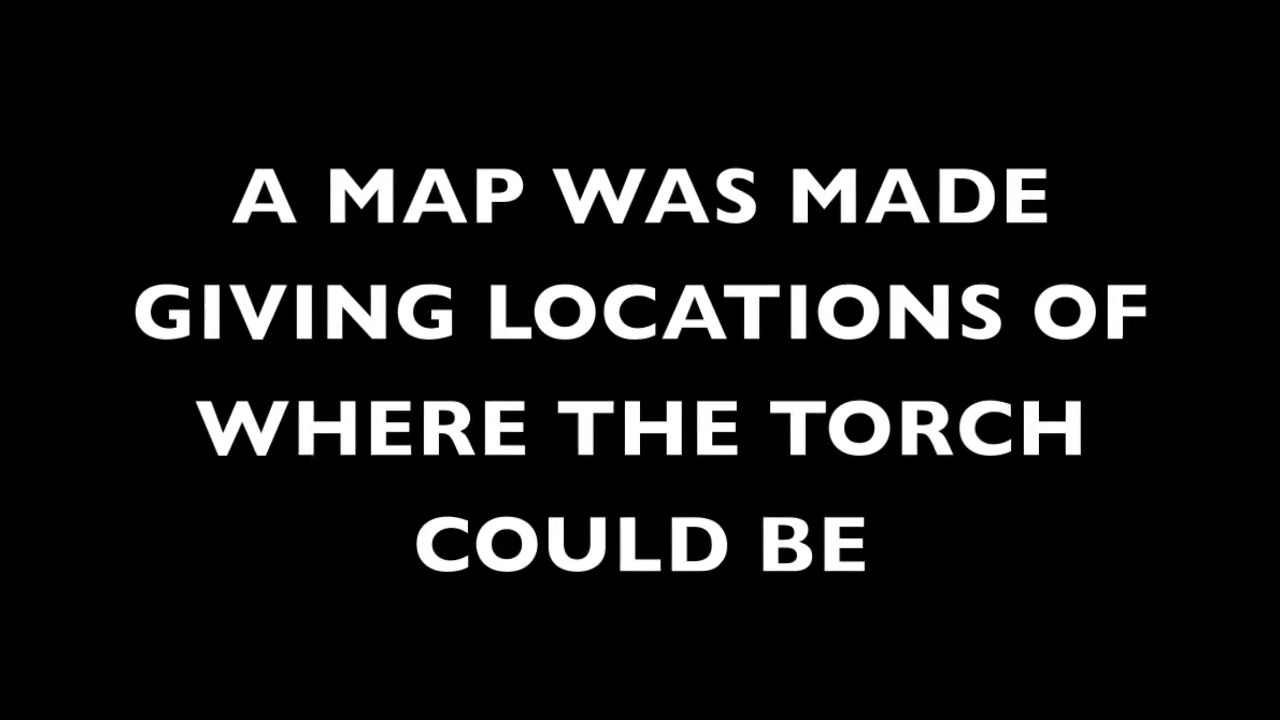 A MAP WAS MADE
GIVING LOCATIONS OF
WHERE THE TORCH
COULD BE